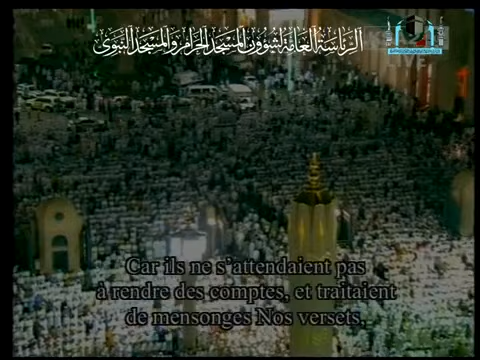 الرئاسة العامة لشؤون المسجد الحرام والمسجد النبوي
Car ils ne s'attendaient pas
à rendre des comptes, et traitaient
de mensonges Nos versets,